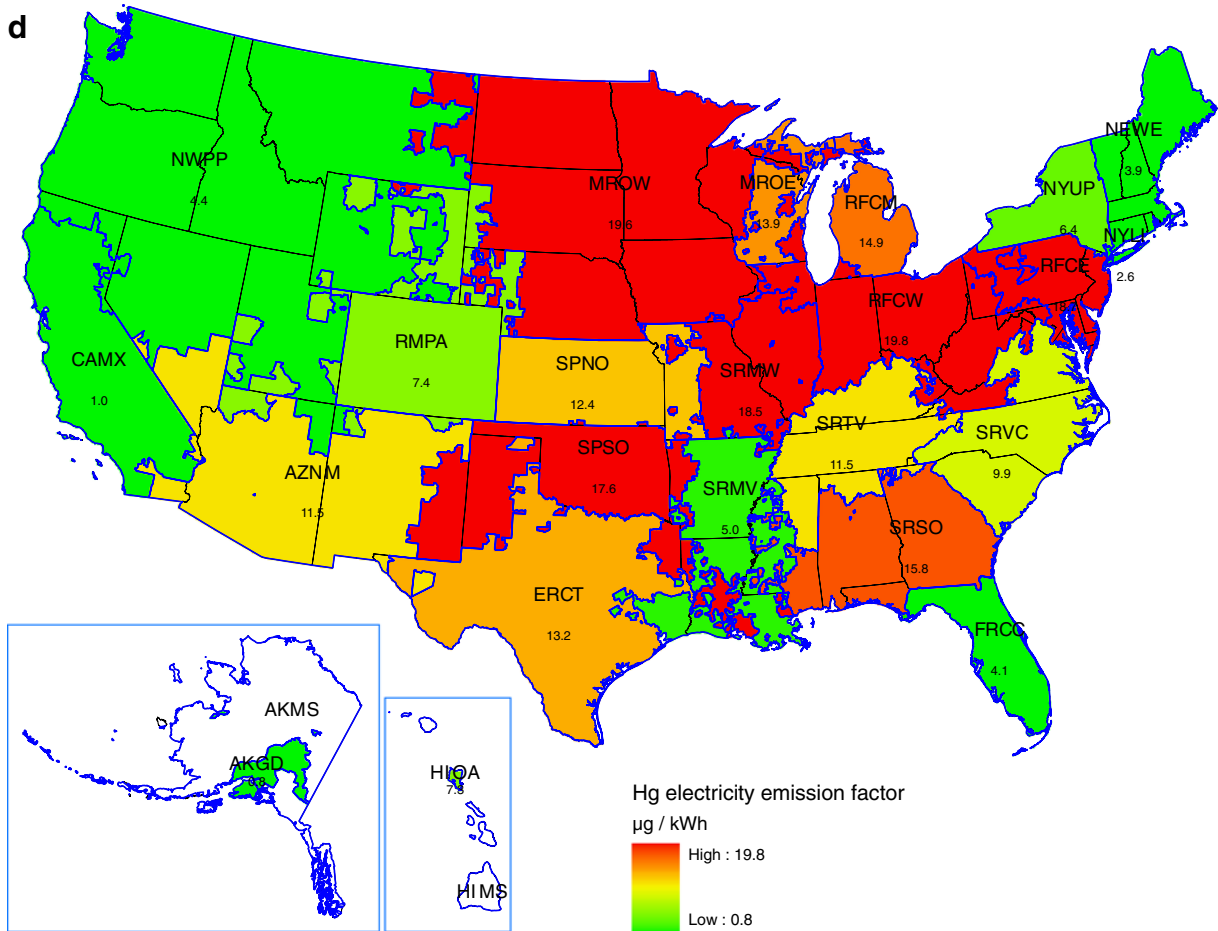 d
NEWE
3.9
NWPP
4.4
MROW
19.6
MROE
13.9
RFCM
14.9
NYUP
6.4
NYLI
2.6
RFCE
RFCW
19.8
CAMX
1.0
RMPA
7.4
SPNO
12.4
SRMW
18.5
SRTV
11.5
SRVC
9.9
AZNM
11.5
SPSO
17.6
SRMV
5.0
SRSO
15.8
ERCT
13.2
FRCC
4.1
AKMS
AKGD
HIOA
HIMS
Hg electricity emission factor
µg / kWh
High : 19.8
Low : 0.8